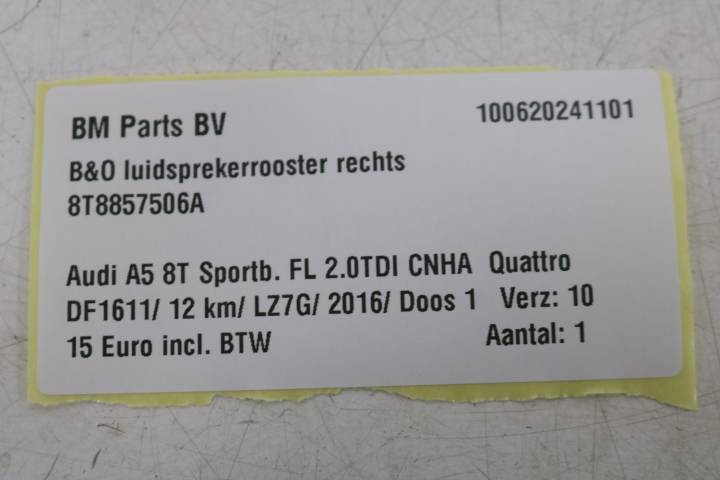 BM Parts BV 100620241101
B&O luidsprekerrooster rechts
8T8857506A
Audi A5 8T Sportb. FL 2.0TDI CNHA Quattro
DF1611/ 12 km/ LZ7G/ 2016/ Doos 1 Verz: 10
15 Euro incl. BTW Aantal: 1